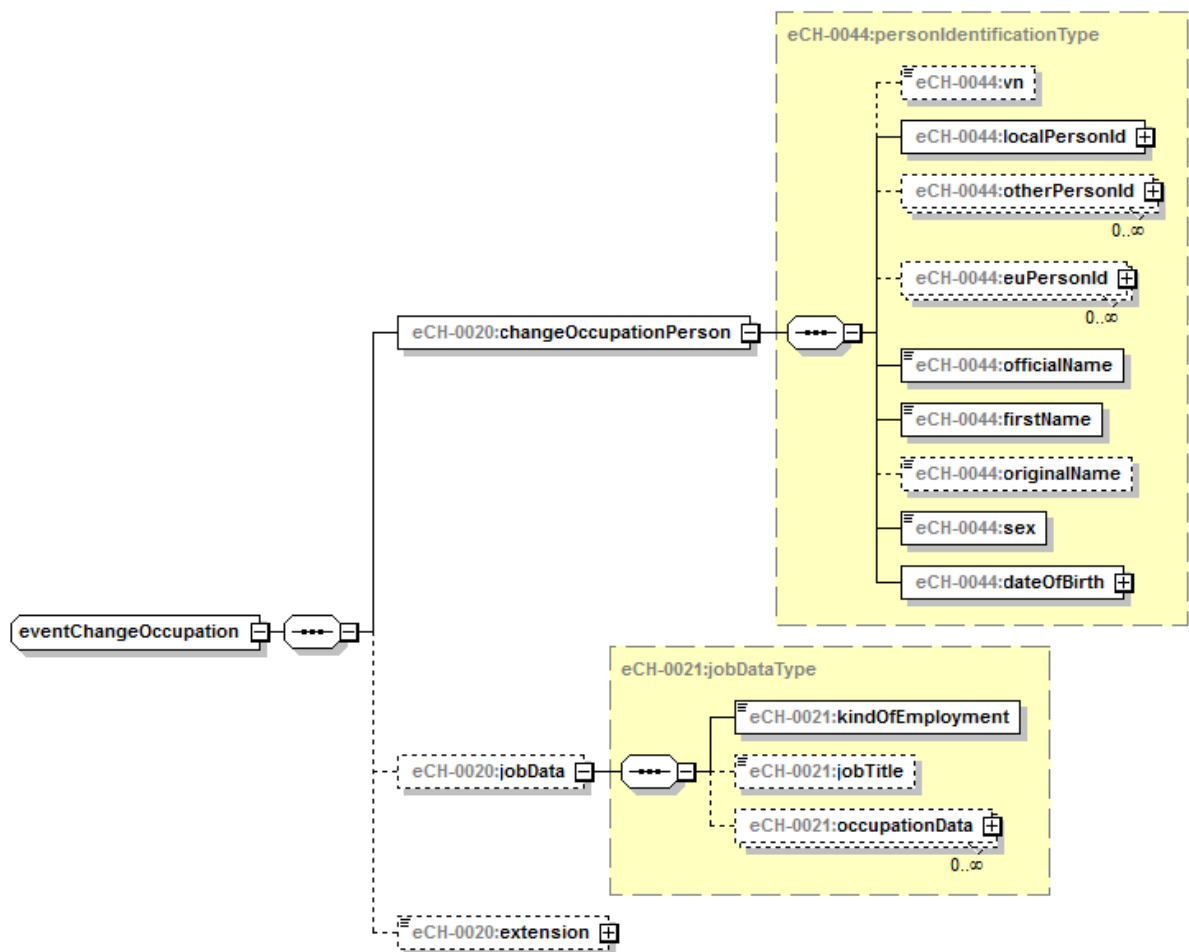 eCH-0044:personIdentificationType
eCH-0044:vn
eCH-0044:localPersonId
eCH-0044:otherPersonId
0..∞
eCH-0044:euPersonId
0..∞
eCH-0020:changeOccupationPerson
eCH-0044:officialName
eCH-0044:firstName
eCH-0044:originalName
eCH-0044:sex
eCH-0044:dateOfBirth
eventChangeOccupation
eCH-0021:jobDataType
eCH-0021:kindOfEmployment
eCH-0020:jobData
eCH-0021:jobTitle
eCH-0021:occupationData
0..∞
eCH-0020:extension